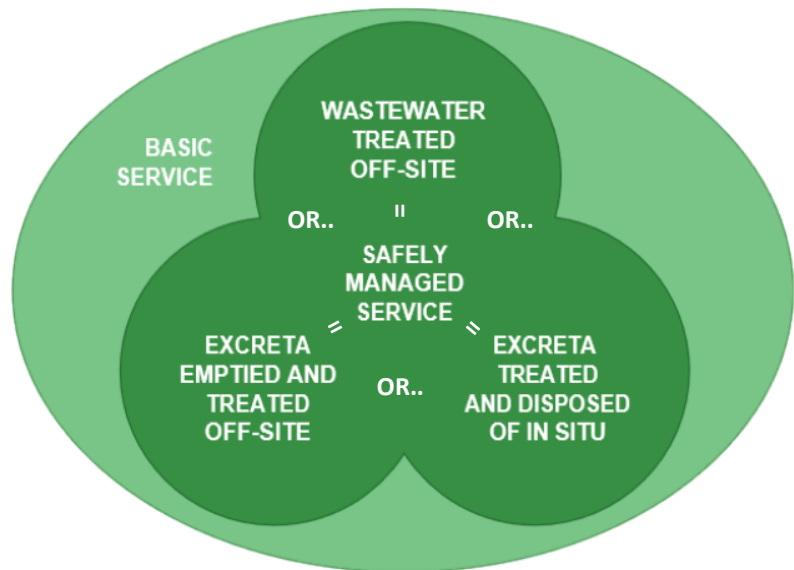 WASTEWATER
TREATED
OFF-SITE
BASIC
SERVICE
OR..
=
OR..
SAFELY
MANAGED
SERVICE
=
=
EXCRETA
EMPTIED AND
TREATED
OFF-SITE
OR..
EXCRETA
TREATED
AND DISPOSED
OF IN SITU